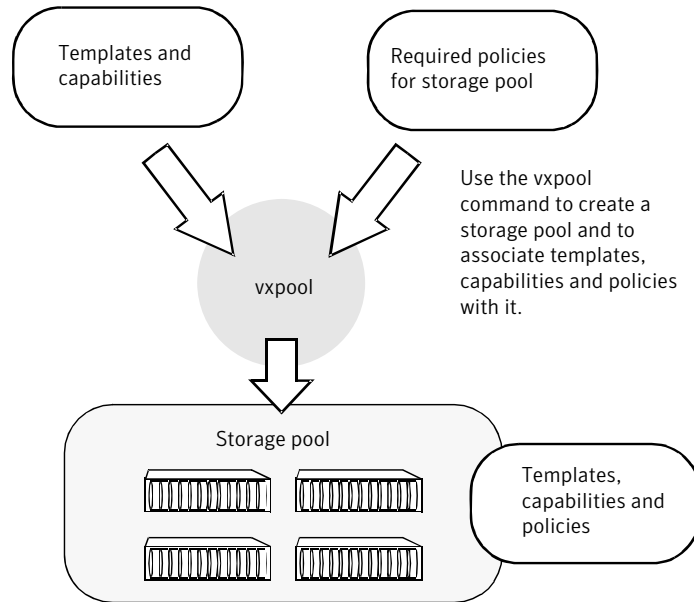 Templates and
capabilities
Required policies
for storage pool
Use the vxpool
command to create a
storage pool and to
associate templates,
capabilities and policies
with it.
vxpool
Storage pool
Templates,
capabilities and
policies